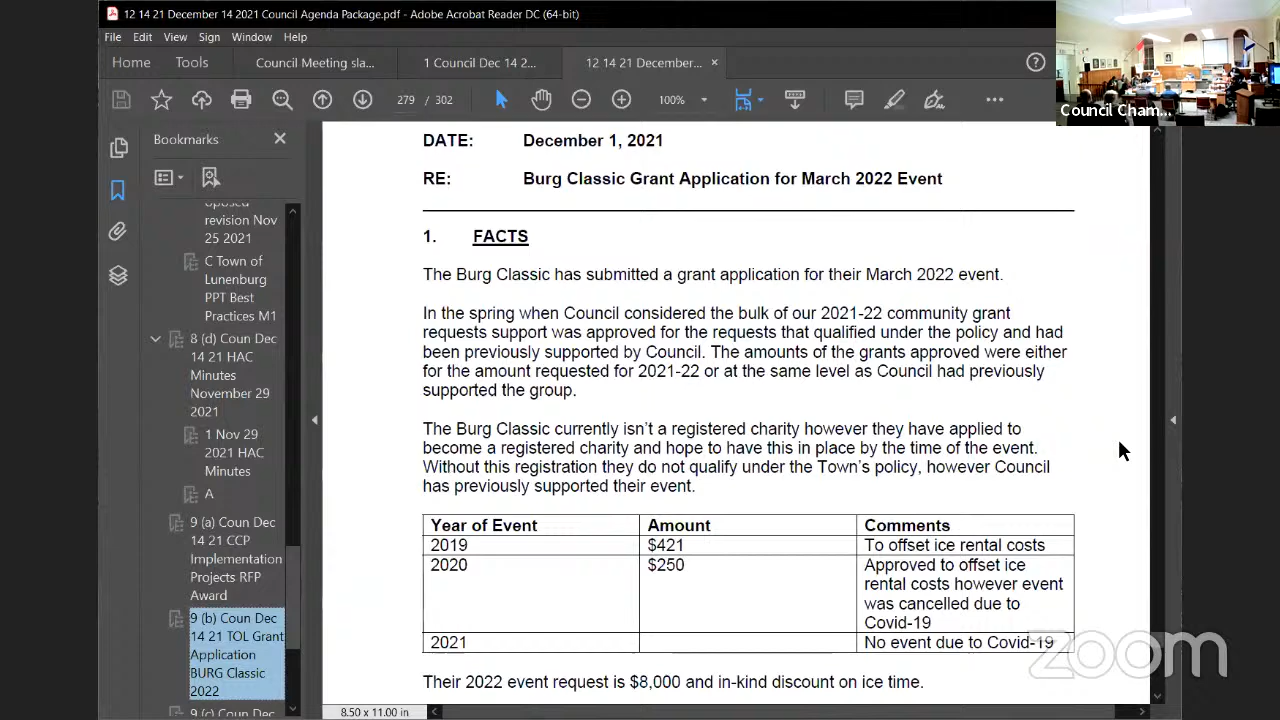 12 14 21 December 14 2021 Council Agenda Package.pdf - Adobe Acrobat Reader DC (64-bit)
File Edit View Sign Window Help
Home Tools Council Meeting sla... 1 Council Dec 14 2... 12 14 21 December... ×
279 / 302 100%
Council Cham...
Bookmarks
revision Nov
25 2021
C Town of
Lunenburg
PPT Best
Practices M1
8 (d) Coun Dec
14 21 HAC
Minutes
November 29
2021
1 Nov 29
2021 HAC
Minutes
A
9 (a) Coun Dec
14 21 CCP
Implementation
Projects RFP
Award
9 (b) Coun Dec
14 21 TOL Grant
Application
BURG Classic
2022
9 (c) Coun Dec
DATE: December 1, 2021
RE: Burg Classic Grant Application for March 2022 Event
1. FACTS
The Burg Classic has submitted a grant application for their March 2022 event.
In the spring when Council considered the bulk of our 2021-22 community grant
requests support was approved for the requests that qualified under the policy and had
been previously supported by Council. The amounts of the grants approved were either
for the amount requested for 2021-22 or at the same level as Council had previously
supported the group.
The Burg Classic currently isn't a registered charity however they have applied to
become a registered charity and hope to have this in place by the time of the event.
Without this registration they do not qualify under the Town's policy, however Council
has previously supported their event.
Year of Event Amount Comments
2019 $421 To offset ice rental costs
2020 $250 Approved to offset ice
rental costs however event
was cancelled due to
Covid-19
2021 No event due to Covid-19
Their 2022 event request is $8,000 and in-kind discount on ice time.
8.50 x 11.00 in
zoom